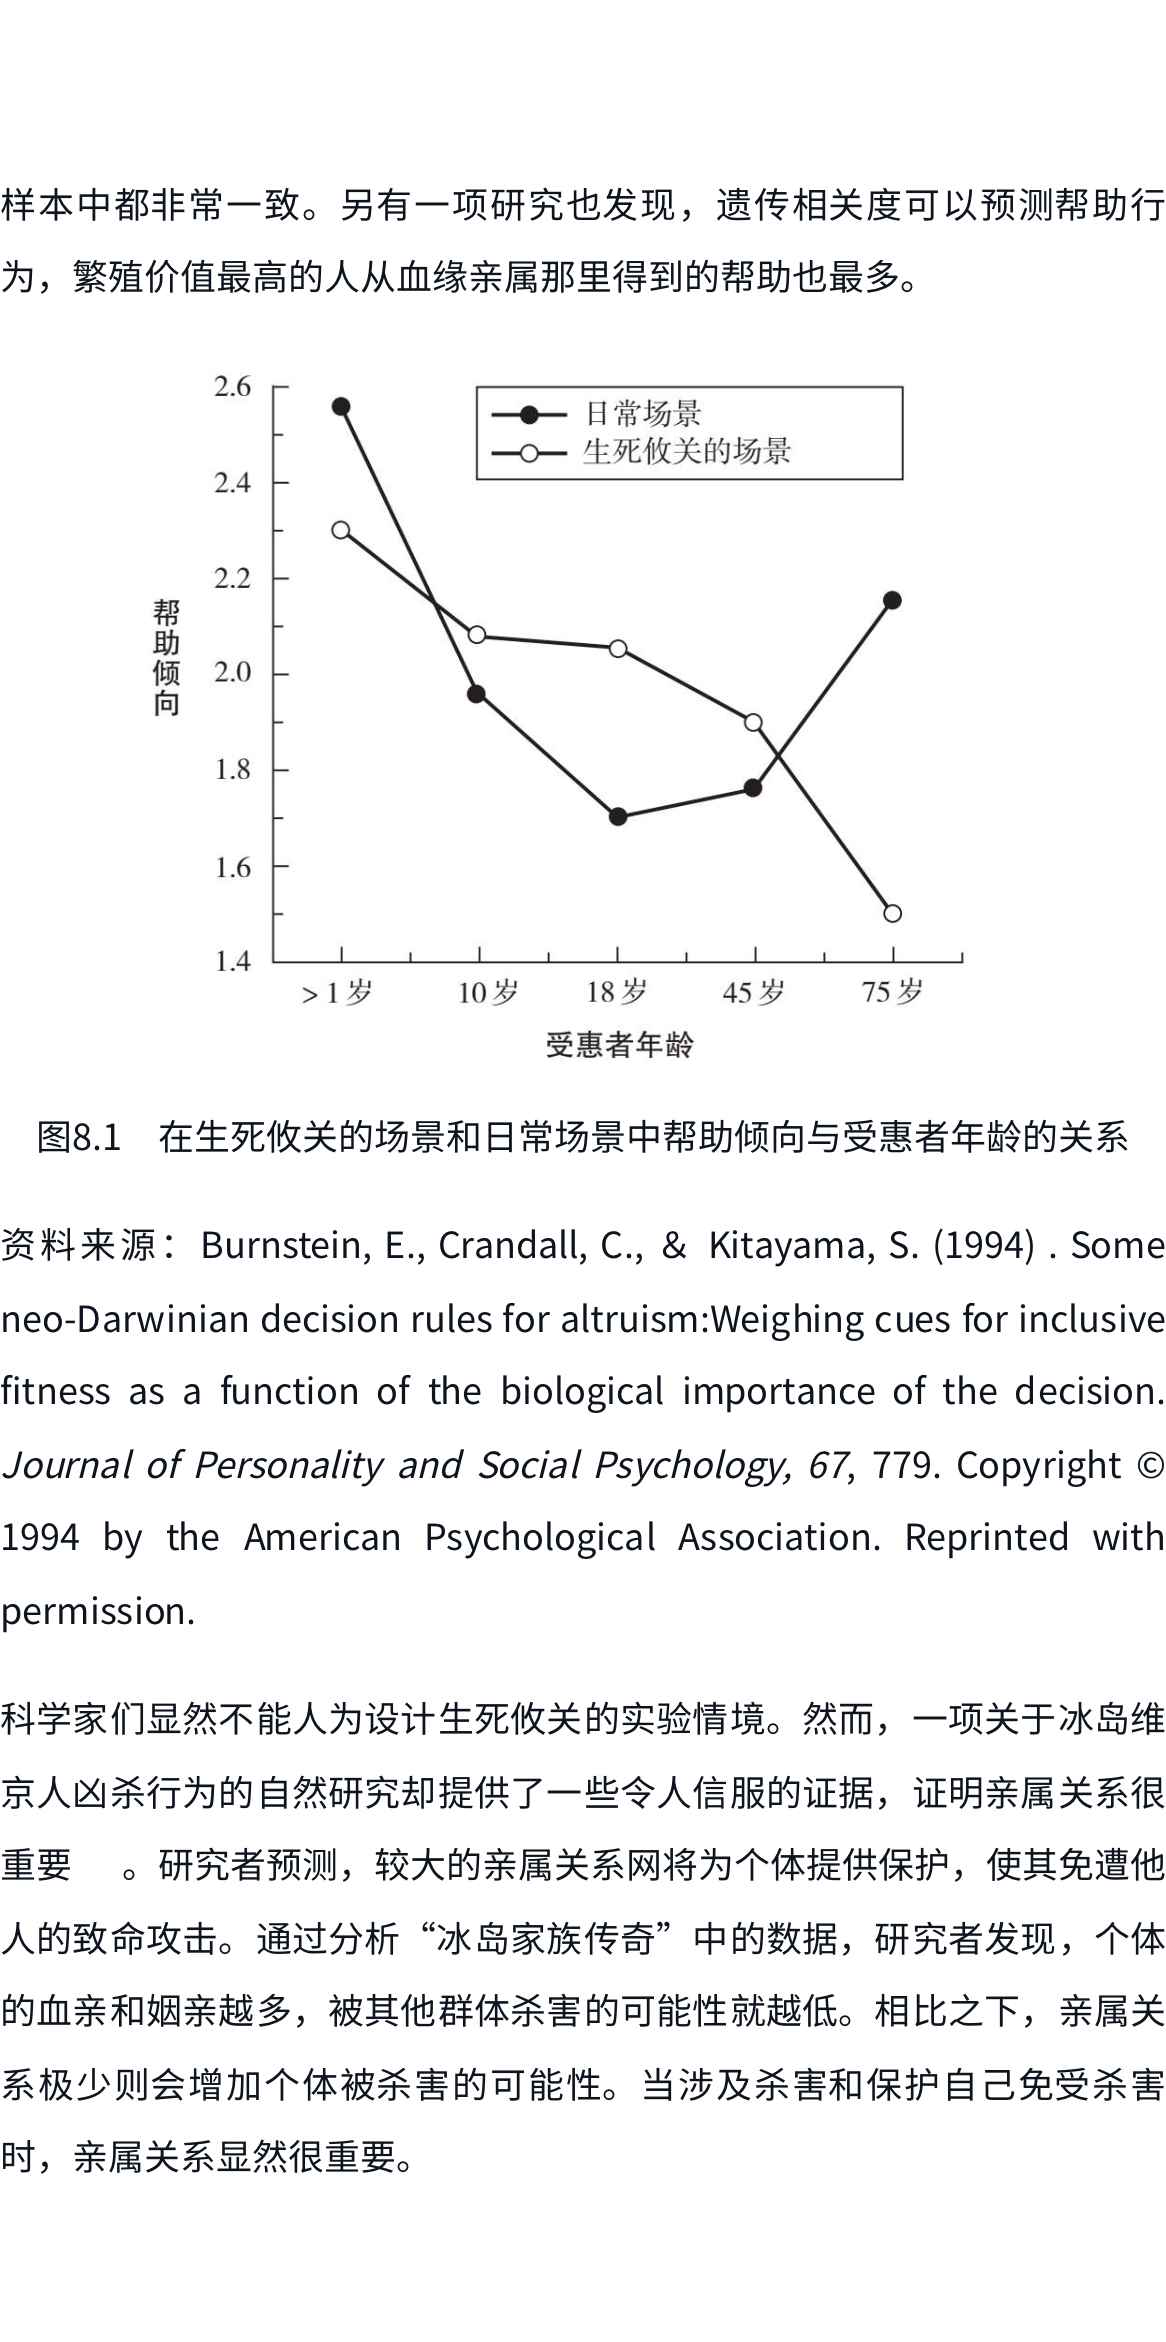 样本中都非常一致。另有一项研究也发现，遗传相关度可以预测帮助行
为，繁殖价值最高的人从血缘亲属那里得到的帮助也最多。
2.6
日常场景
生死攸关的场景
2.4
2.2
帮助倾向
2.0
1.8
1.6
1.4
> 1 岁
10 岁
18 岁
45 岁
75 岁
受惠者年龄
图8.1 在生死攸关的场景和日常场景中帮助倾向与受惠者年龄的关系
资料来源：Burnstein, E., Crandall, C., & Kitayama, S. (1994) . Some
neo-Darwinian decision rules for altruism:Weighing cues for inclusive
fitness as a function of the biological importance of the decision.
Journal of Personality and Social Psychology, 67, 779. Copyright ©
1994 by the American Psychological Association. Reprinted with
permission.
科学家们显然不能人为设计生死攸关的实验情境。然而，一项关于冰岛维
京人凶杀行为的自然研究却提供了一些令人信服的证据，证明亲属关系很
重要 。研究者预测，较大的亲属关系网将为个体提供保护，使其免遭他
人的致命攻击。通过分析“冰岛家族传奇”中的数据，研究者发现，个体
的血亲和姻亲越多，被其他群体杀害的可能性就越低。相比之下，亲属关
系极少则会增加个体被杀害的可能性。当涉及杀害和保护自己免受杀害
时，亲属关系显然很重要。